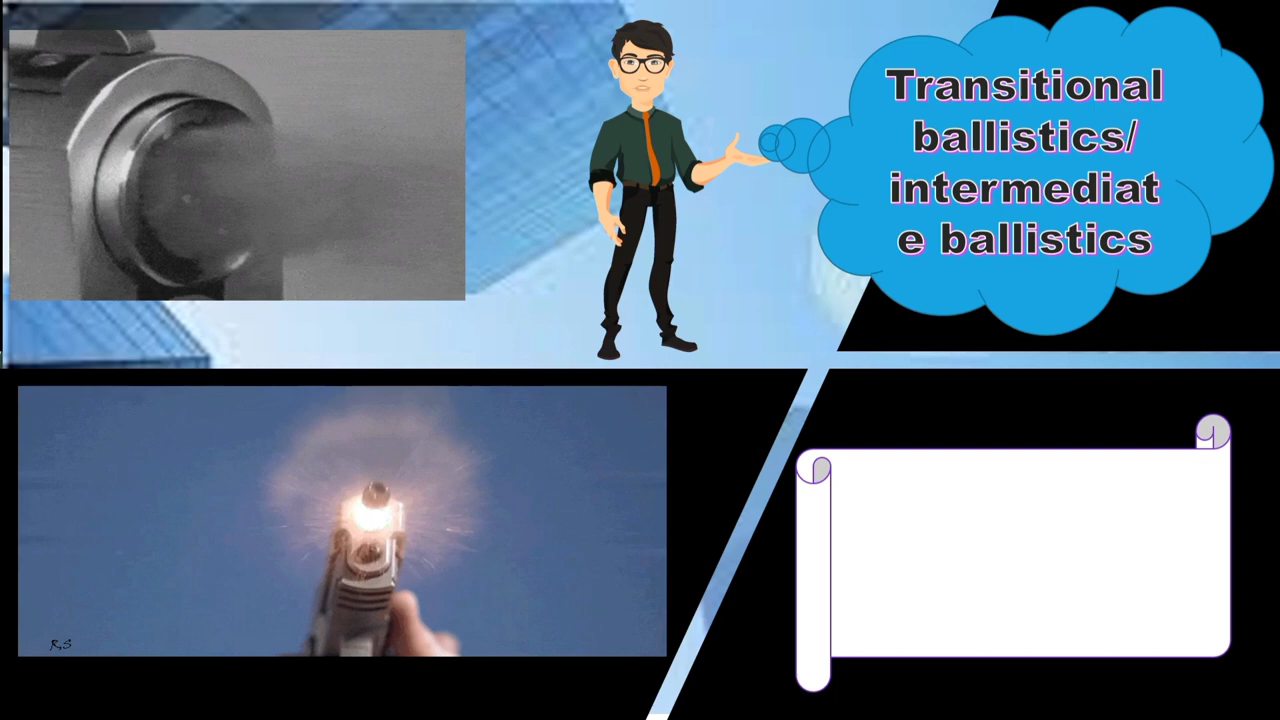 Transitional
ballistics/
intermediat
e ballistics
R,S